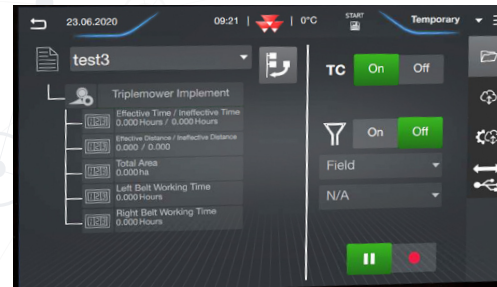 23.06.2020
09:21
0°C
START
Temporary
test3
Triplemower Implement
Effective Time / Ineffective Time
0.000 Hours / 0.000 Hours
Effective Distance / Ineffective Distance
0.000 / 0.000
Total Area
0.000 ha
Left Belt Working Time
0.000 Hours
Right Belt Working Time
0.000 Hours
TC
On
Off
On
Off
Field
N/A